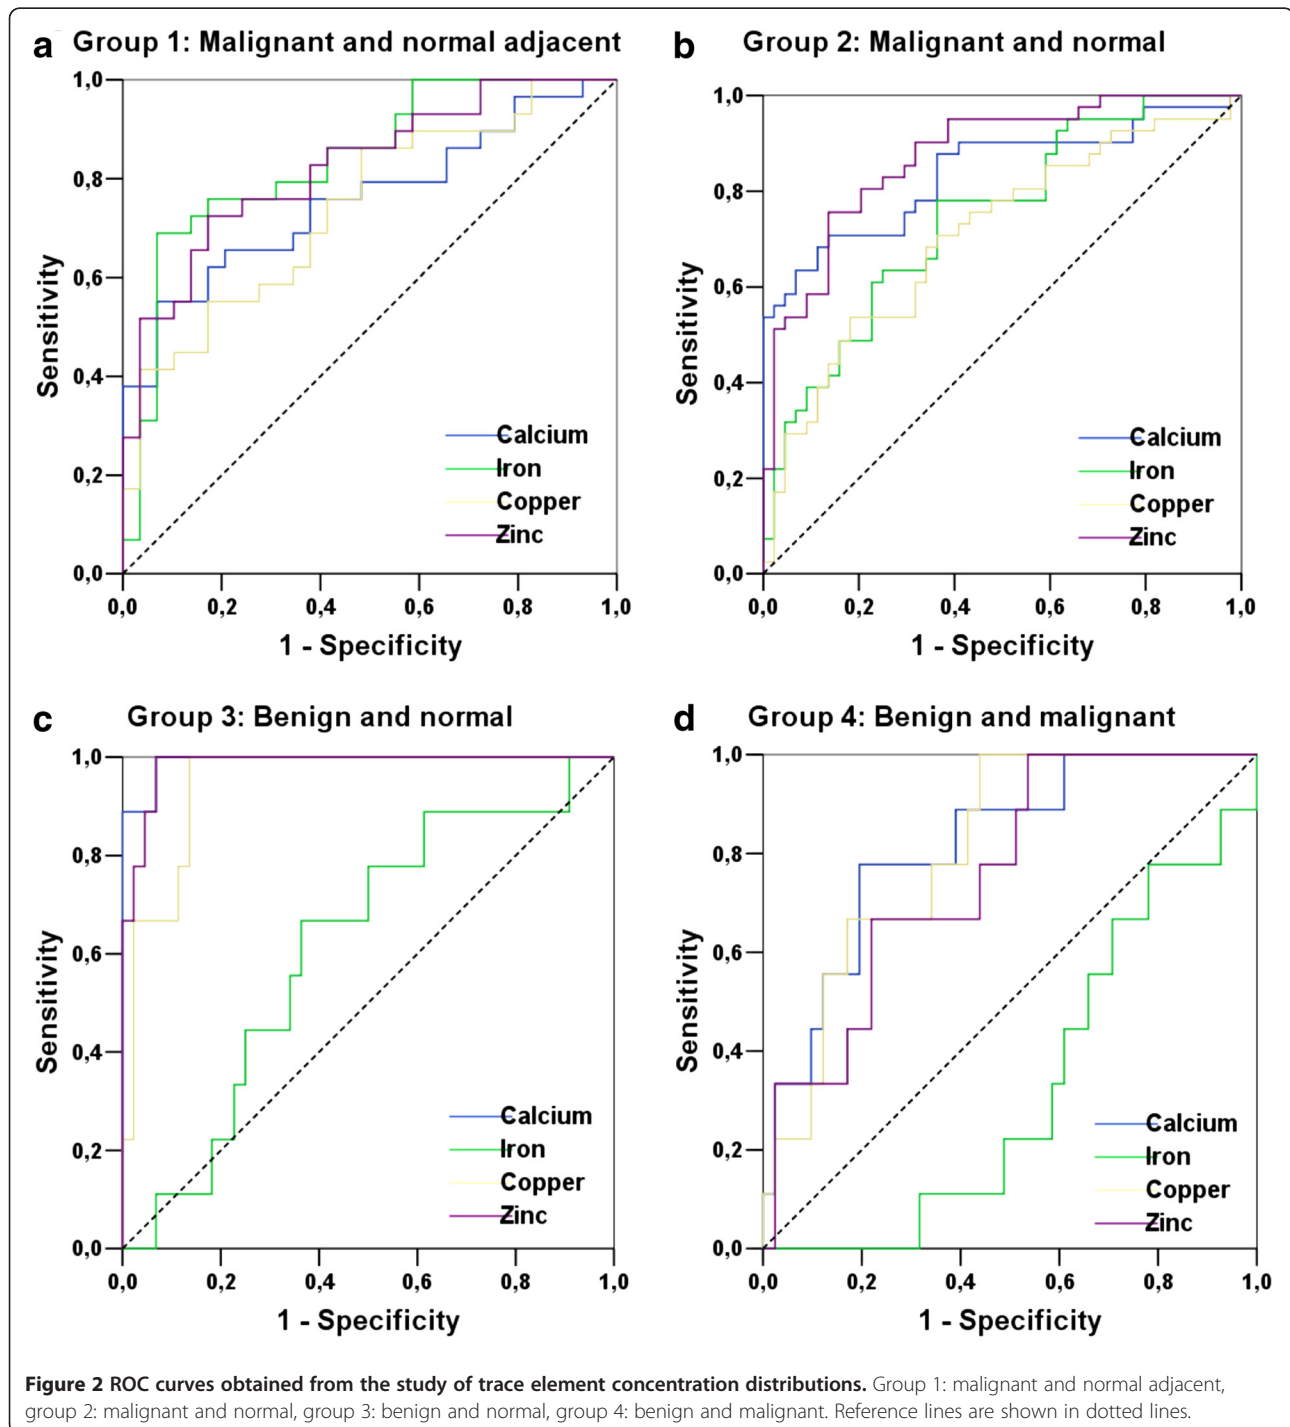 a Group 1: Malignant and normal adjacent
1,0
0,8
0,6
0,4
0,2
0,0
Sensitivity
Calcium
Iron
Copper
Zinc
0,0 0,2 0,4 0,6 0,8 1,0
1 - Specificity
b Group 2: Malignant and normal
1,0
0,8
0,6
0,4
0,2
0,0
Sensitivity
Calcium
Iron
Copper
Zinc
0,0 0,2 0,4 0,6 0,8 1,0
1 - Specificity
c Group 3: Benign and normal
1,0
0,8
0,6
0,4
0,2
0,0
Sensitivity
Calcium
Iron
Copper
Zinc
0,0 0,2 0,4 0,6 0,8 1,0
1 - Specificity
d Group 4: Benign and malignant
1,0
0,8
0,6
0,4
0,2
0,0
Sensitivity
Calcium
Iron
Copper
Zinc
0,0 0,2 0,4 0,6 0,8 1,0
1 - Specificity
Figure 2 ROC curves obtained from the study of trace element concentration distributions. Group 1: malignant and normal adjacent,
group 2: malignant and normal, group 3: benign and normal, group 4: benign and malignant. Reference lines are shown in dotted lines.